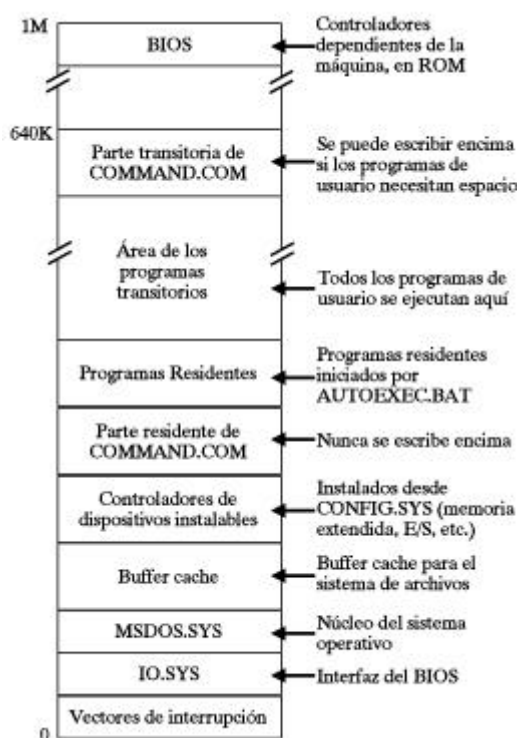 1M
BIOS
Controladores
dependientes de la
máquina, en ROM
640K
Parte transitoria de
COMMAND.COM
Se puede escribir encima
si los programas de
usuario necesitan espacio
Área de los
programas
transitorios
Todos los programas de
usuario se ejecutan aquí
Programas Residentes
Programas residentes
iniciados por
AUTOEXEC.BAT
Parte residente de
COMMAND.COM
Nunca se escribe encima
Controladores de
dispositivos instalables
Instalados desde
CONFIG.SYS (memoria
extendida, E/S, etc.)
Buffer cache
Buffer cache para el
sistema de archivos
MSDOS.SYS
Núcleo del sistema
operativo
IO.SYS
Interfaz del BIOS
Vectores de interrupción
0